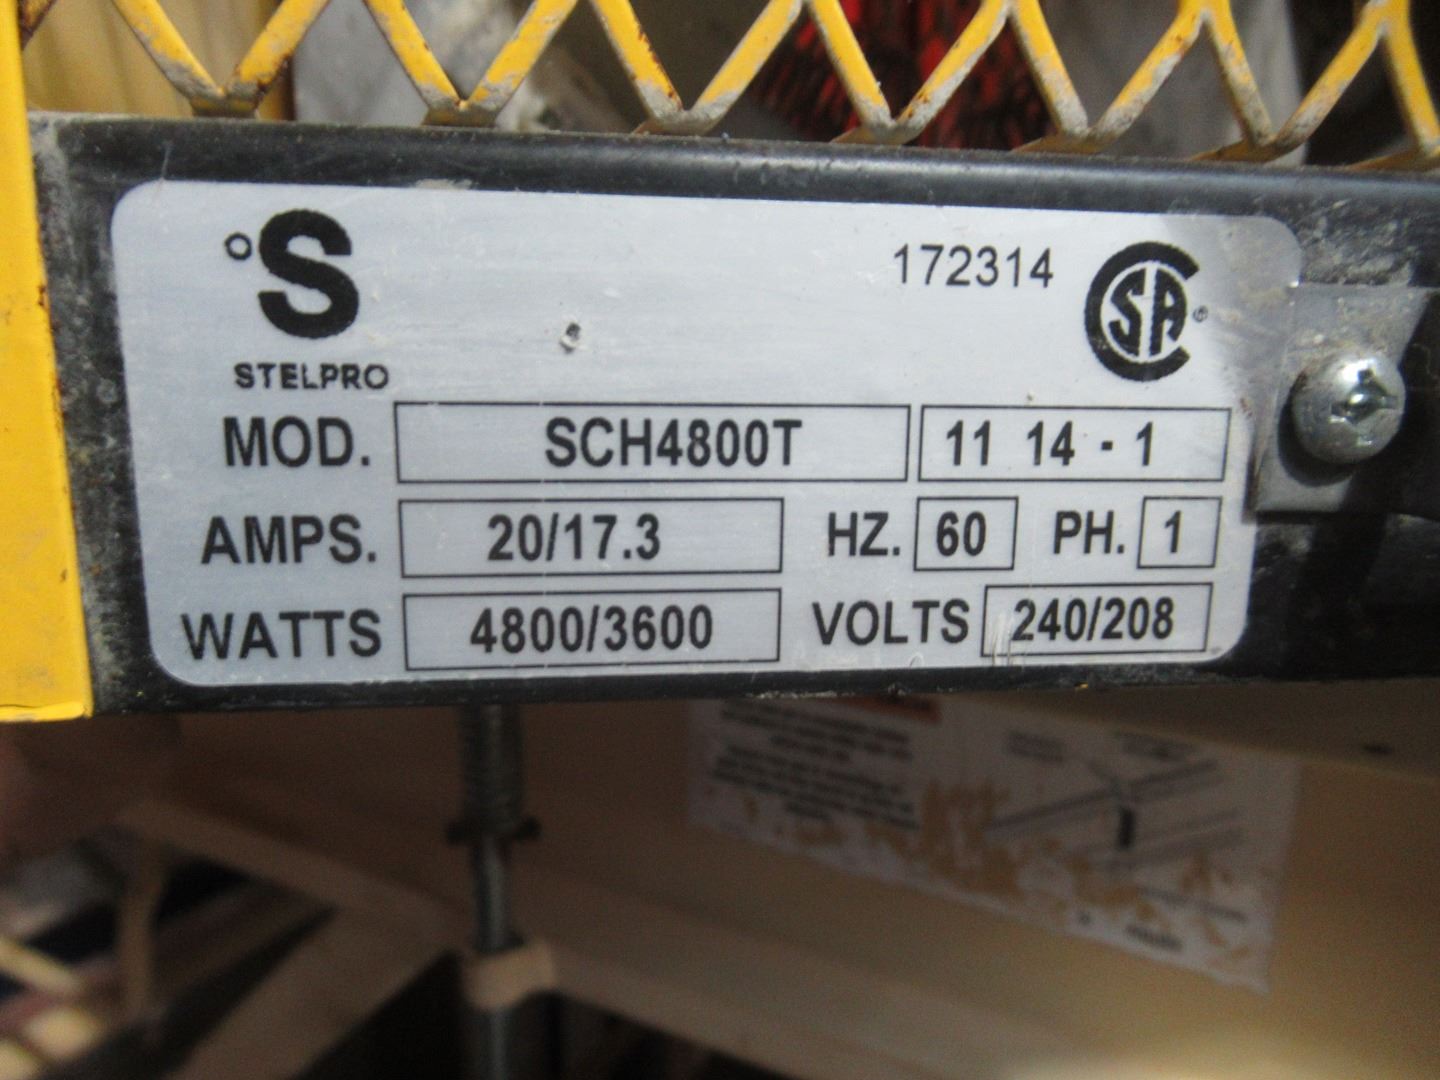 °S 172314 CSA®
STELPRO
MOD. SCH4800T 11 14 - 1
AMPS. 20/17.3 HZ. 60 PH. 1
WATTS 4800/3600 VOLTS 240/208